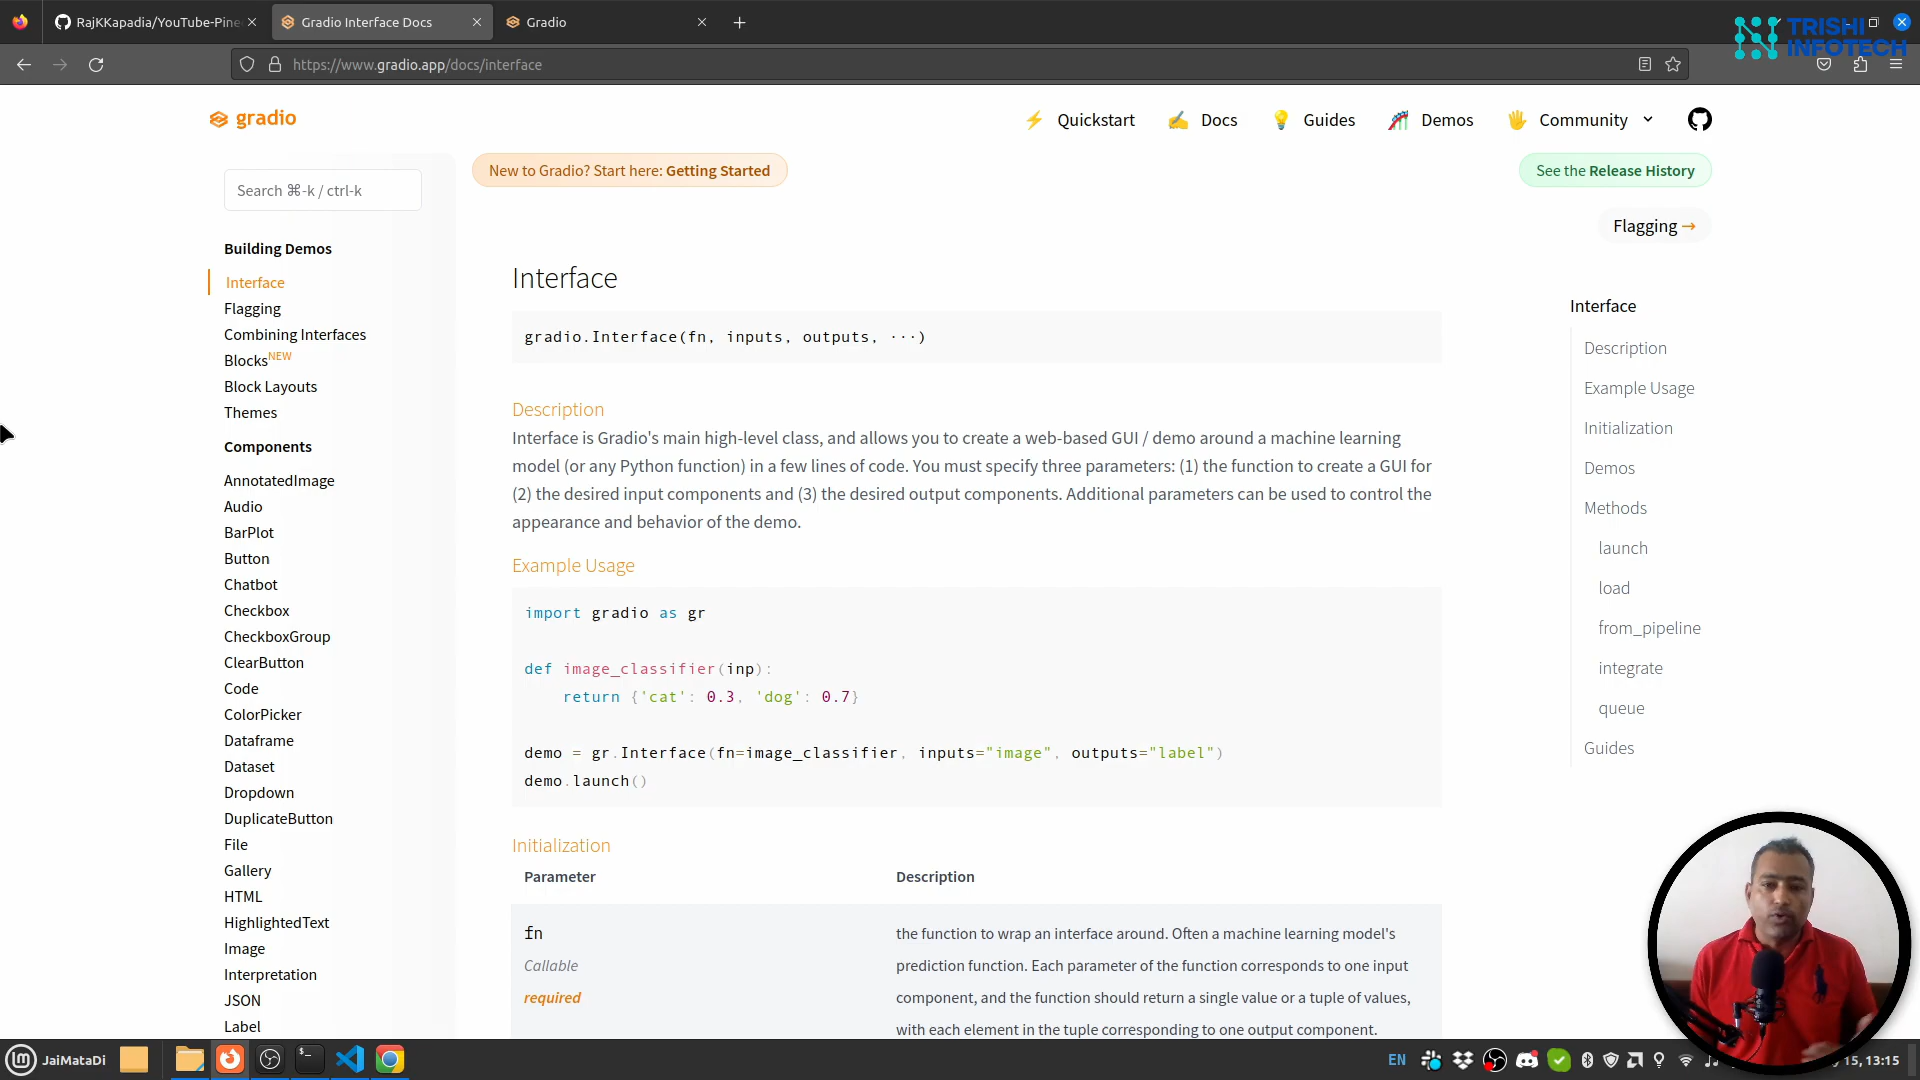 RajKKapadia/YouTube-Pine
Gradio Interface Docs
Gradio
TRISHI
INFOTECH
https://www.gradio.app/docs/interface
gradio
⚡ Quickstart
✍️ Docs
💡 Guides
🎢 Demos
🖐 Community
Search ⌘-k / ctrl-k
New to Gradio? Start here: Getting Started
See the Release History
Flagging →
Building Demos
Interface
Flagging
Combining Interfaces
Blocks NEW
Block Layouts
Themes
Components
AnnotatedImage
Audio
BarPlot
Button
Chatbot
Checkbox
CheckboxGroup
ClearButton
Code
ColorPicker
Dataframe
Dataset
Dropdown
DuplicateButton
File
Gallery
HTML
HighlightedText
Image
Interpretation
JSON
Label
Interface
gradio.Interface(fn, inputs, outputs, ···)
Description
Interface is Gradio's main high-level class, and allows you to create a web-based GUI / demo around a machine learning
model (or any Python function) in a few lines of code. You must specify three parameters: (1) the function to create a GUI for
(2) the desired input components and (3) the desired output components. Additional parameters can be used to control the
appearance and behavior of the demo.
Example Usage
import gradio as gr
def image_classifier(inp):
    return {'cat': 0.3, 'dog': 0.7}
demo = gr.Interface(fn=image_classifier, inputs="image", outputs="label")
demo.launch()
Initialization
Parameter Description
fn
Callable
required
the function to wrap an interface around. Often a machine learning model's
prediction function. Each parameter of the function corresponds to one input
component, and the function should return a single value or a tuple of values,
with each element in the tuple corresponding to one output component.
Interface
Description
Example Usage
Initialization
Demos
Methods
launch
load
from_pipeline
integrate
queue
Guides
JaiMataDi
EN
15, 13:15